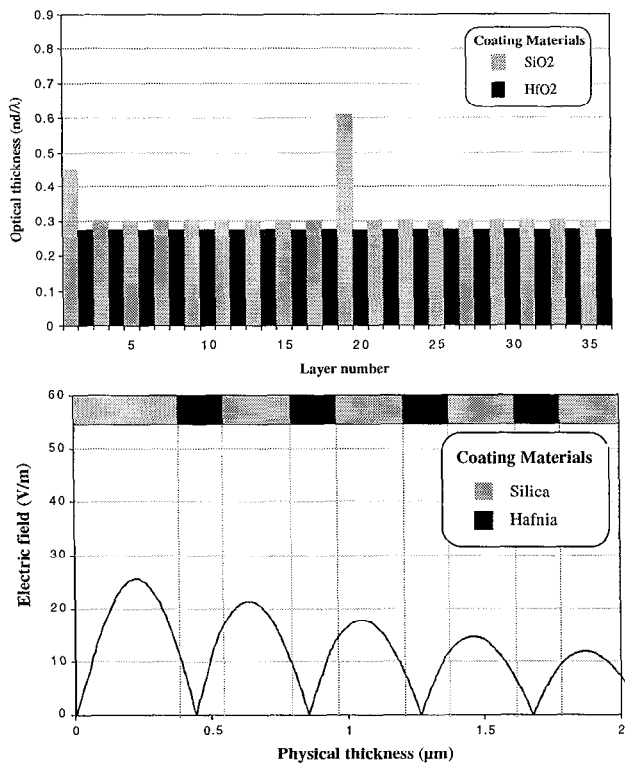 0.9
0.8
0.7
0.6
0.5
0.4
0.3
0.2
0.1
0
Optical thickness (nd/λ)
Coating Materials
SiO2
HfO2
5 10 15 20 25 30 35
Layer number
60
50
40
30
20
10
0
Electric field (V/m)
Coating Materials
Silica
Hafnia
0 0.5 1 1.5 2
Physical thickness (μm)